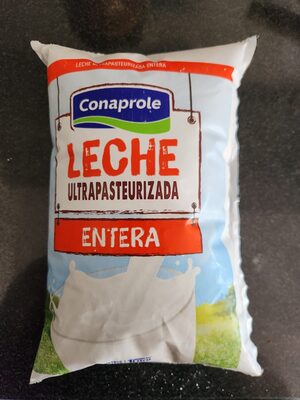 LECHE ULTRAPASTEURIZADA ENTERA
Conaprole
LECHE
ULTRAPASTEURIZADA
ENTERA